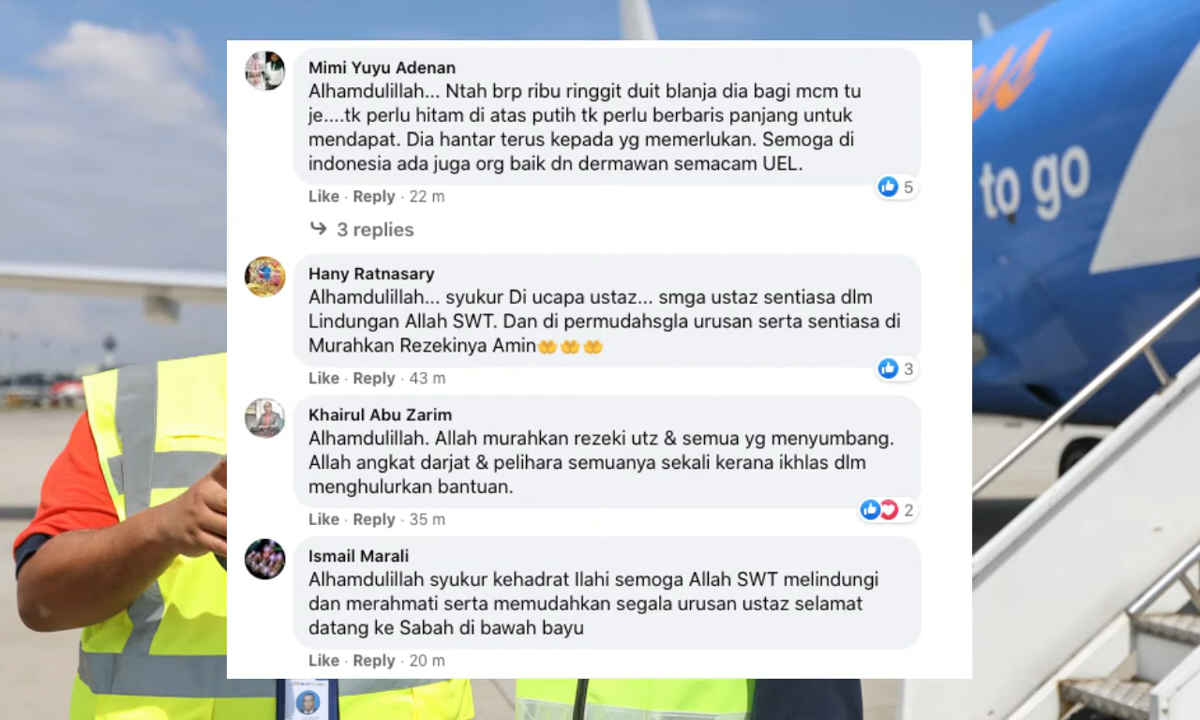 Mimi Yuyu Adenan
Alhamdulillah... Ntah brp ribu ringgit duit blanja dia bagi mcm tu
je....tk perlu hitam di atas putih tk perlu berbaris panjang untuk
mendapat. Dia hantar terus kepada yg memerlukan. Semoga di
indonesia ada juga org baik dn dermawan semacam UEL.
Like · Reply · 22 m
5
3 replies
Hany Ratnasary
Alhamdulillah... syukur Di ucapa ustaz... smga ustaz sentiasa dlm
Lindungan Allah SWT. Dan di permudahsgla urusan serta sentiasa di
Murahkan Rezekinya Amin🤲🤲🤲
Like · Reply · 43 m
3
Khairul Abu Zarim
Alhamdulillah. Allah murahkan rezeki utz & semua yg menyumbang.
Allah angkat darjat & pelihara semuanya sekali kerana ikhlas dlm
menghulurkan bantuan.
Like · Reply · 35 m
2
Ismail Marali
Alhamdulillah syukur kehadrat Ilahi semoga Allah SWT melindungi
dan merahmati serta memudahkan segala urusan ustaz selamat
datang ke Sabah di bawah bayu
Like · Reply · 20 m
to go